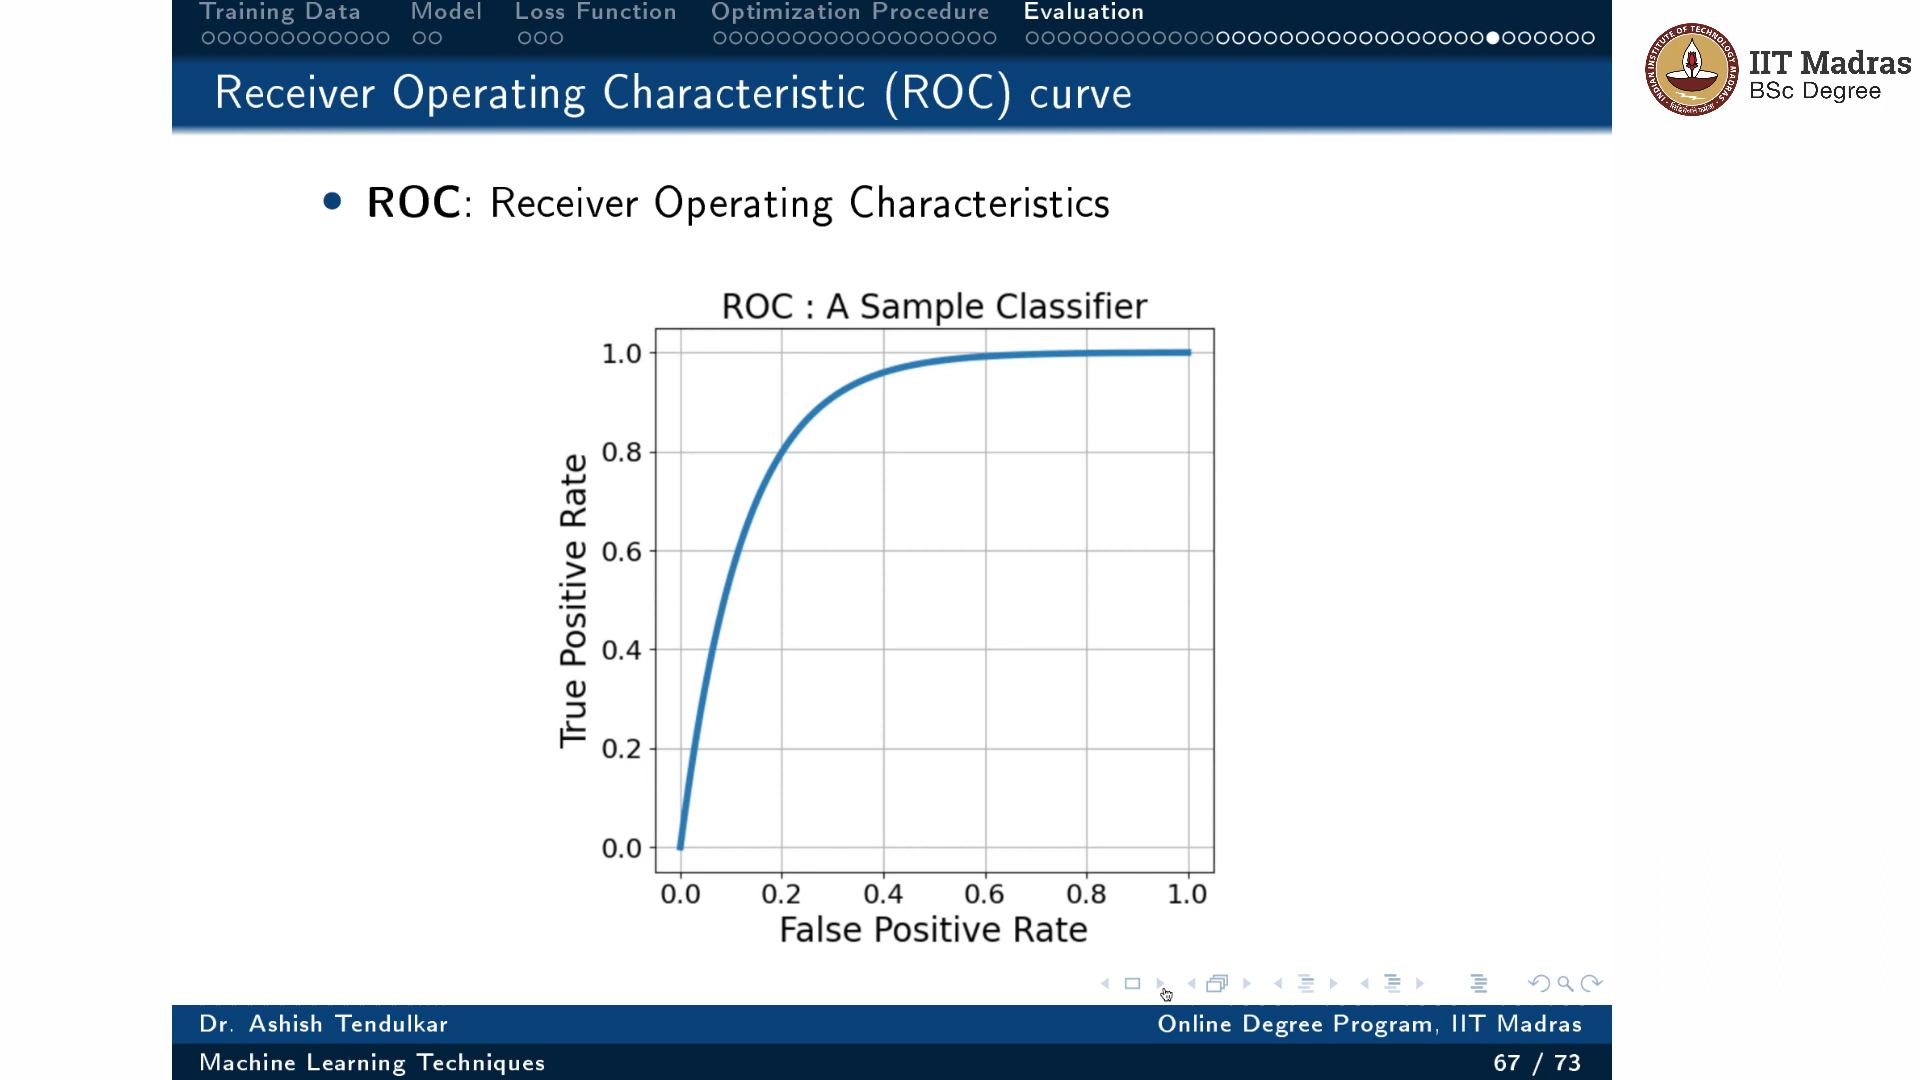 Training Data Model Loss Function Optimization Procedure Evaluation
IIT Madras
BSc Degree
Receiver Operating Characteristic (ROC) curve
ROC: Receiver Operating Characteristics
ROC : A Sample Classifier
1.0
0.8
0.6
0.4
0.2
0.0
True Positive Rate
0.0 0.2 0.4 0.6 0.8 1.0
False Positive Rate
Dr. Ashish Tendulkar Online Degree Program, IIT Madras
Machine Learning Techniques 67 / 73